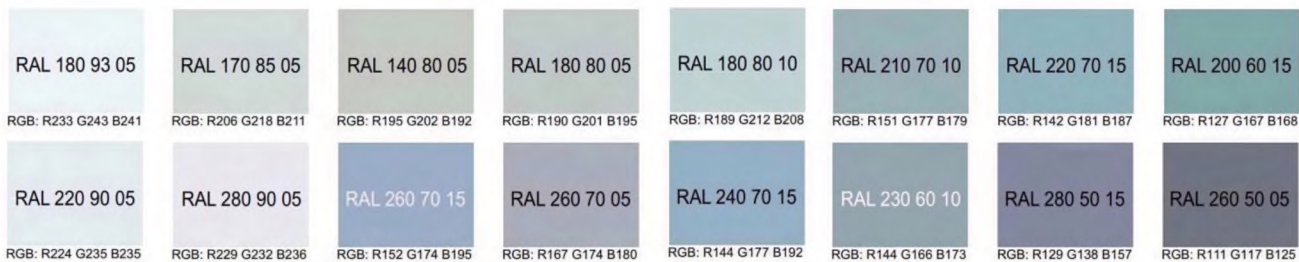 RAL 180 93 05 RAL 170 85 05 RAL 140 80 05 RAL 180 80 05 RAL 180 80 10 RAL 210 70 10 RAL 220 70 15 RAL 200 60 15
RGB: R233 G243 B241 RGB: R206 G218 B211 RGB: R195 G202 B192 RGB: R190 G201 B195 RGB: R189 G212 B208 RGB: R151 G177 B179 RGB: R142 G181 B187 RGB: R127 G167 B168
RAL 220 90 05 RAL 280 90 05 RAL 260 70 15 RAL 260 70 05 RAL 240 70 15 RAL 230 60 10 RAL 280 50 15 RAL 260 50 05
RGB: R224 G235 B235 RGB: R229 G232 B236 RGB: R152 G174 B195 RGB: R167 G174 B180 RGB: R144 G177 B192 RGB: R144 G166 B173 RGB: R129 G138 B157 RGB: R111 G117 B125